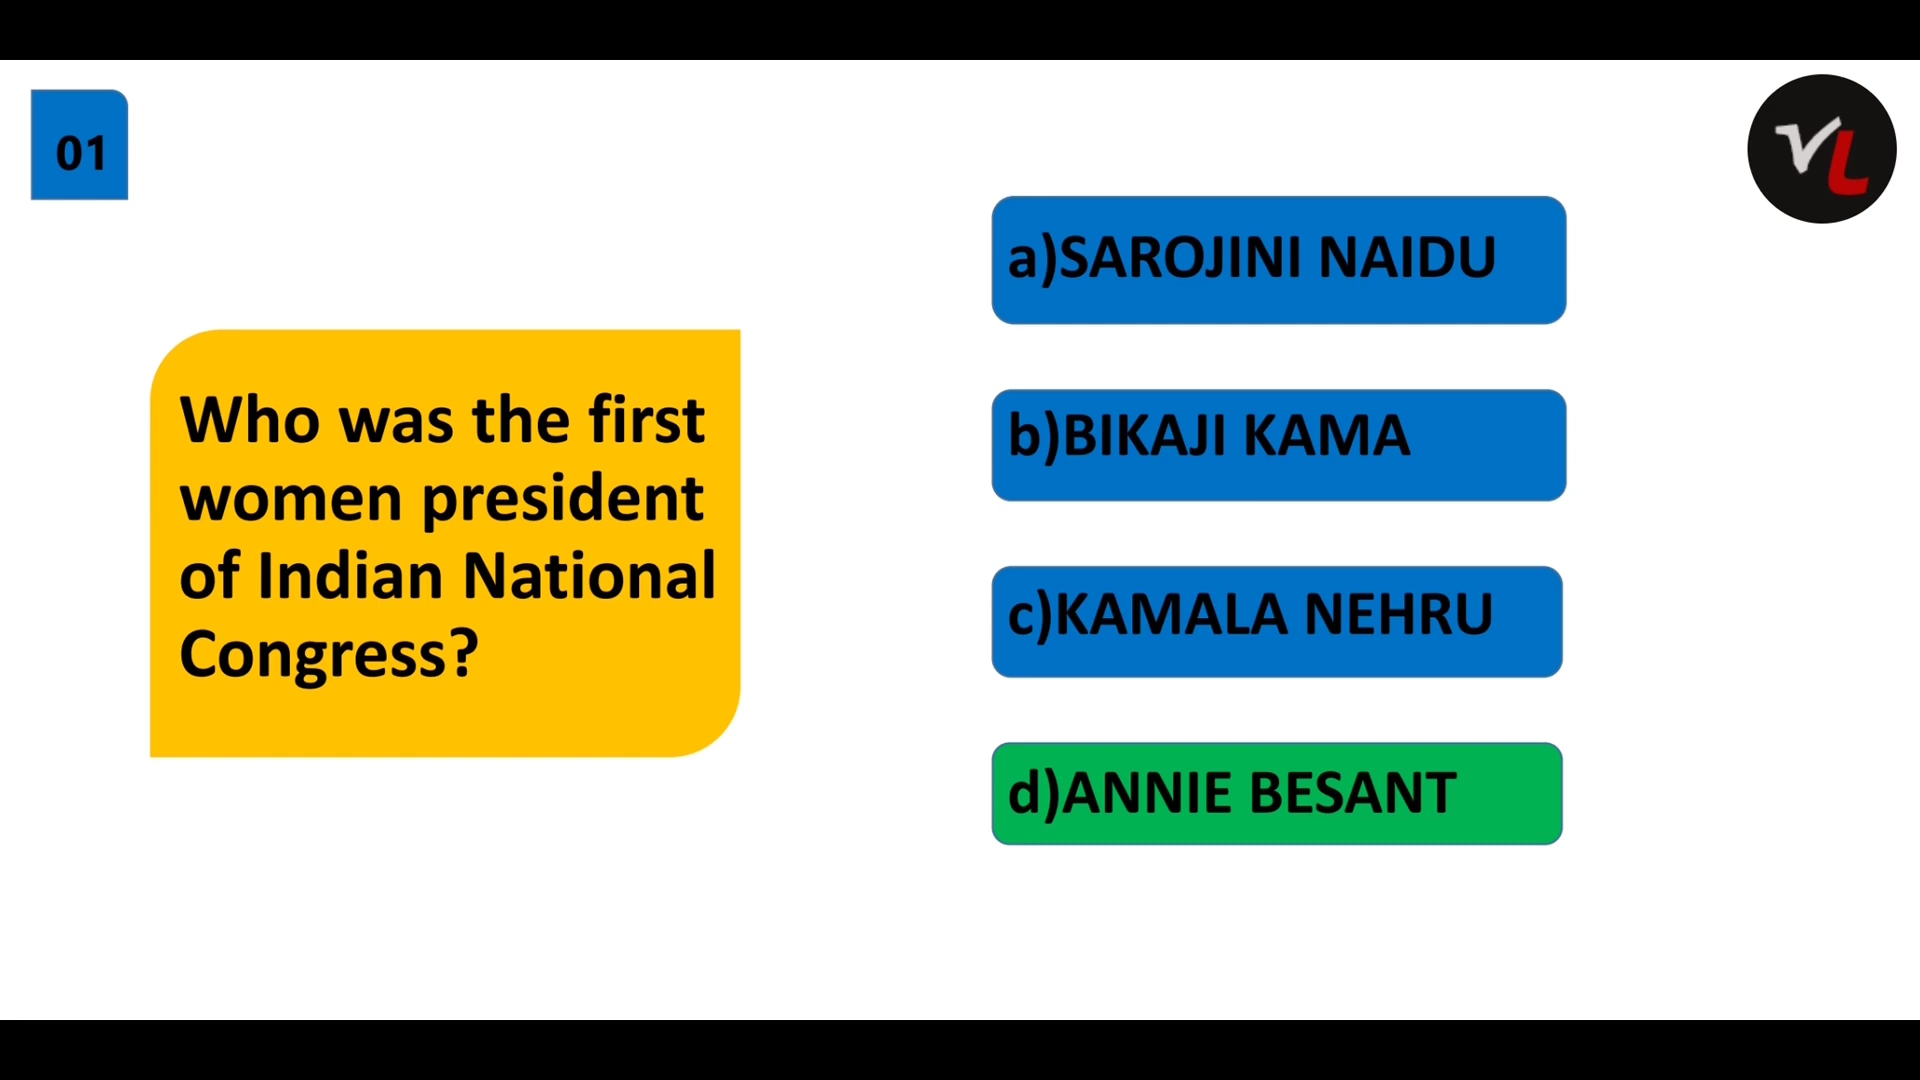 01
VL
Who was the first
women president
of Indian National
Congress?
a)SAROJINI NAIDU
b)BIKAJI KAMA
c)KAMALA NEHRU
d)ANNIE BESANT